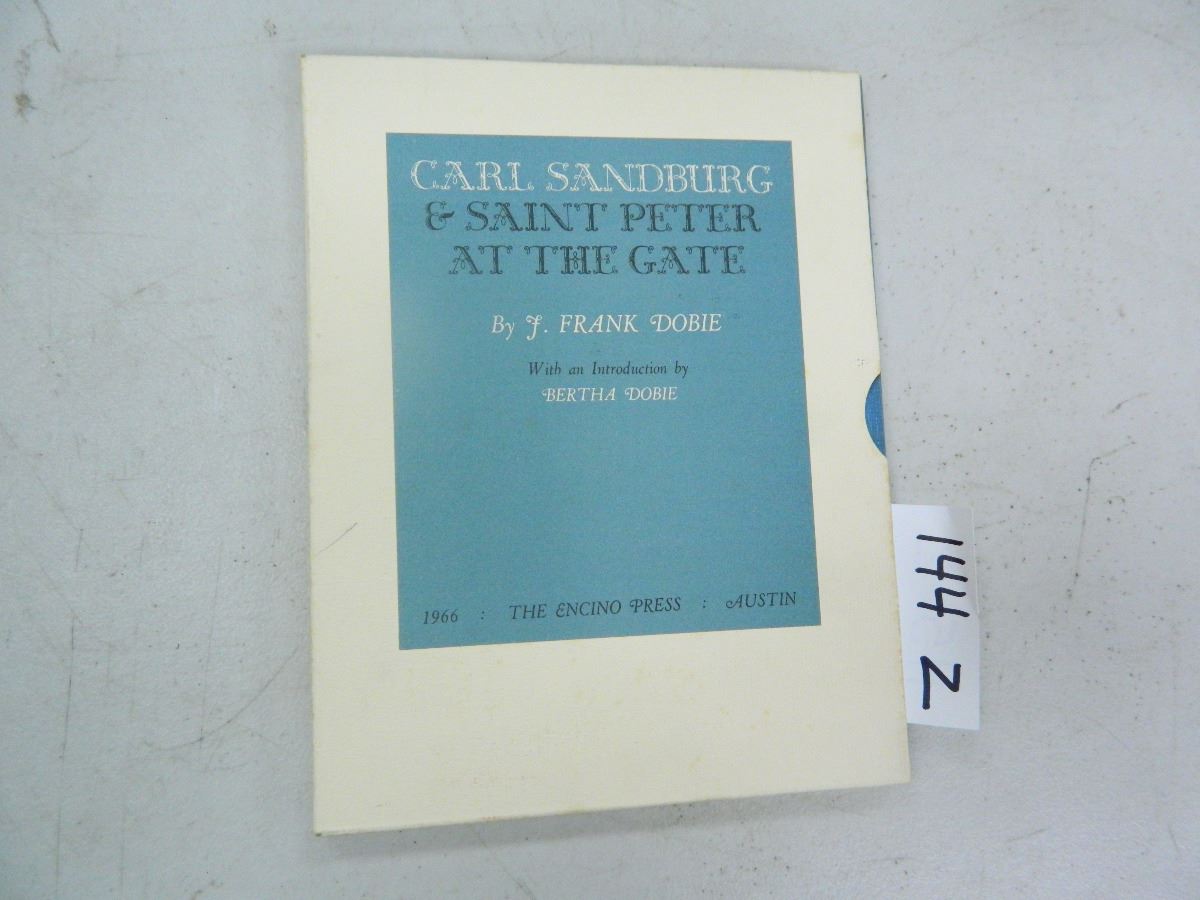 CARL SANDBURG
& SAINT PETER
AT THE GATE
By J. FRANK DOBIE
With an Introduction by
BERTHA DOBIE
1966 : THE ENCINO PRESS : AUSTIN
144 Z